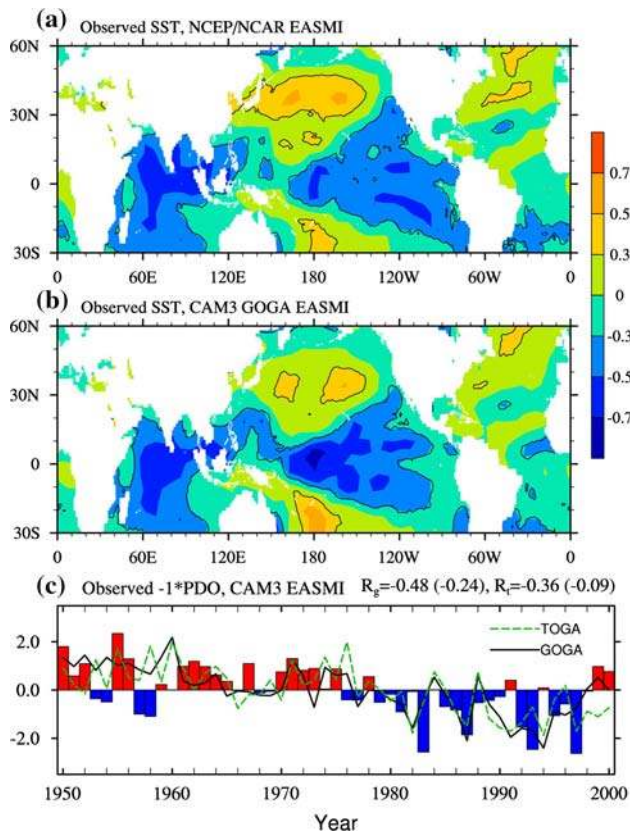 (a) Observed SST, NCEP/NCAR EASMI
60N
30N
0
30S
0 60E 120E 180 120W 60W 0
(b) Observed SST, CAM3 GOGA EASMI
60N
30N
0
30S
0 60E 120E 180 120W 60W 0
0.7
0.5
0.3
0
-0.3
-0.5
-0.7
(c) Observed -1*PDO, CAM3 EASMI R_g=-0.48 (-0.24), R_t=-0.36 (-0.09)
2.0
0.0
-2.0
TOGA
GOGA
1950 1960 1970 1980 1990 2000
Year